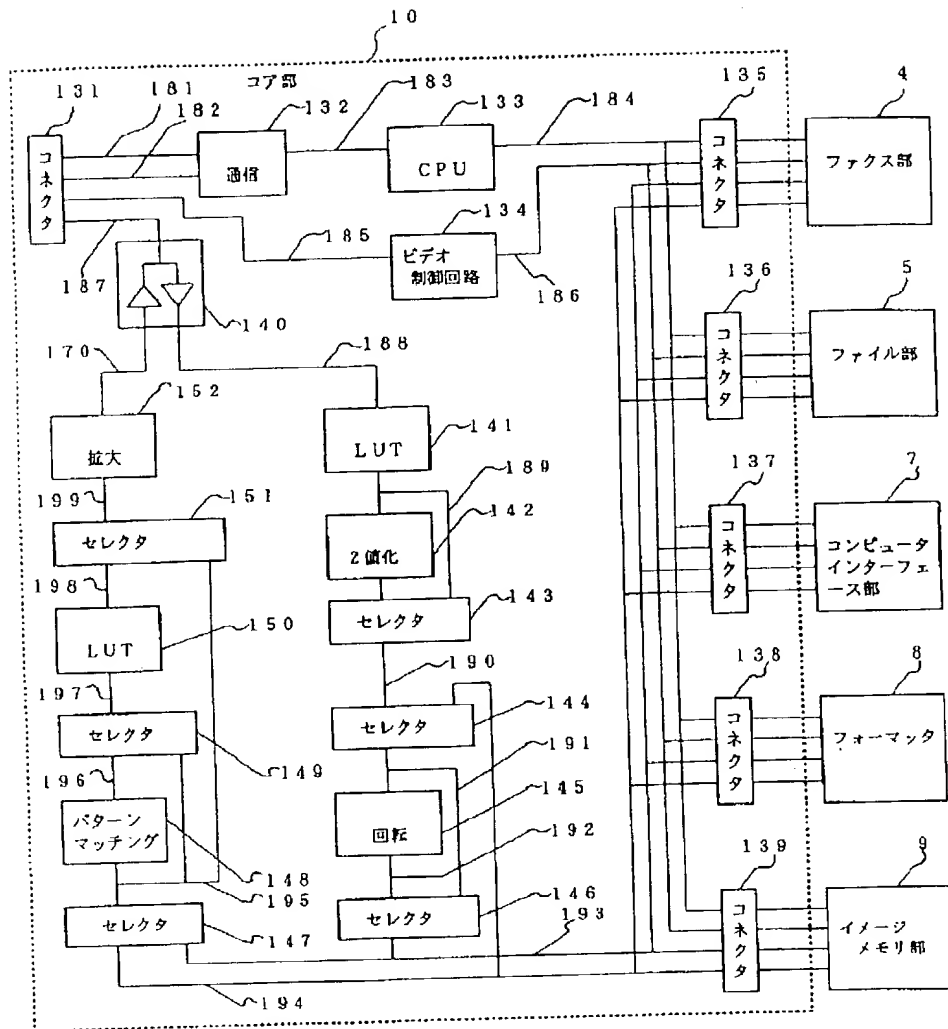 10
コア部
131
181
182
132
183
133
184
135
4
コネクタ
通信
CPU
コネクタ
ファクス部
134
187
185
ビデオ
制御回路
186
140
136
5
コネクタ
ファイル部
170
188
152
拡大
LUT
141
189
199
151
142
137
7
セレクタ
2値化
コネクタ
コンピュータ
インターフェ
ース部
198
143
150
セレクタ
LUT
190
138
8
197
セレクタ
セレクタ
144
コネクタ
フォーマッタ
149
191
196
145
パターン
マッチング
回転
192
139
9
148
195
146
セレクタ
セレクタ
193
コネクタ
イメージ
メモリ部
147
194